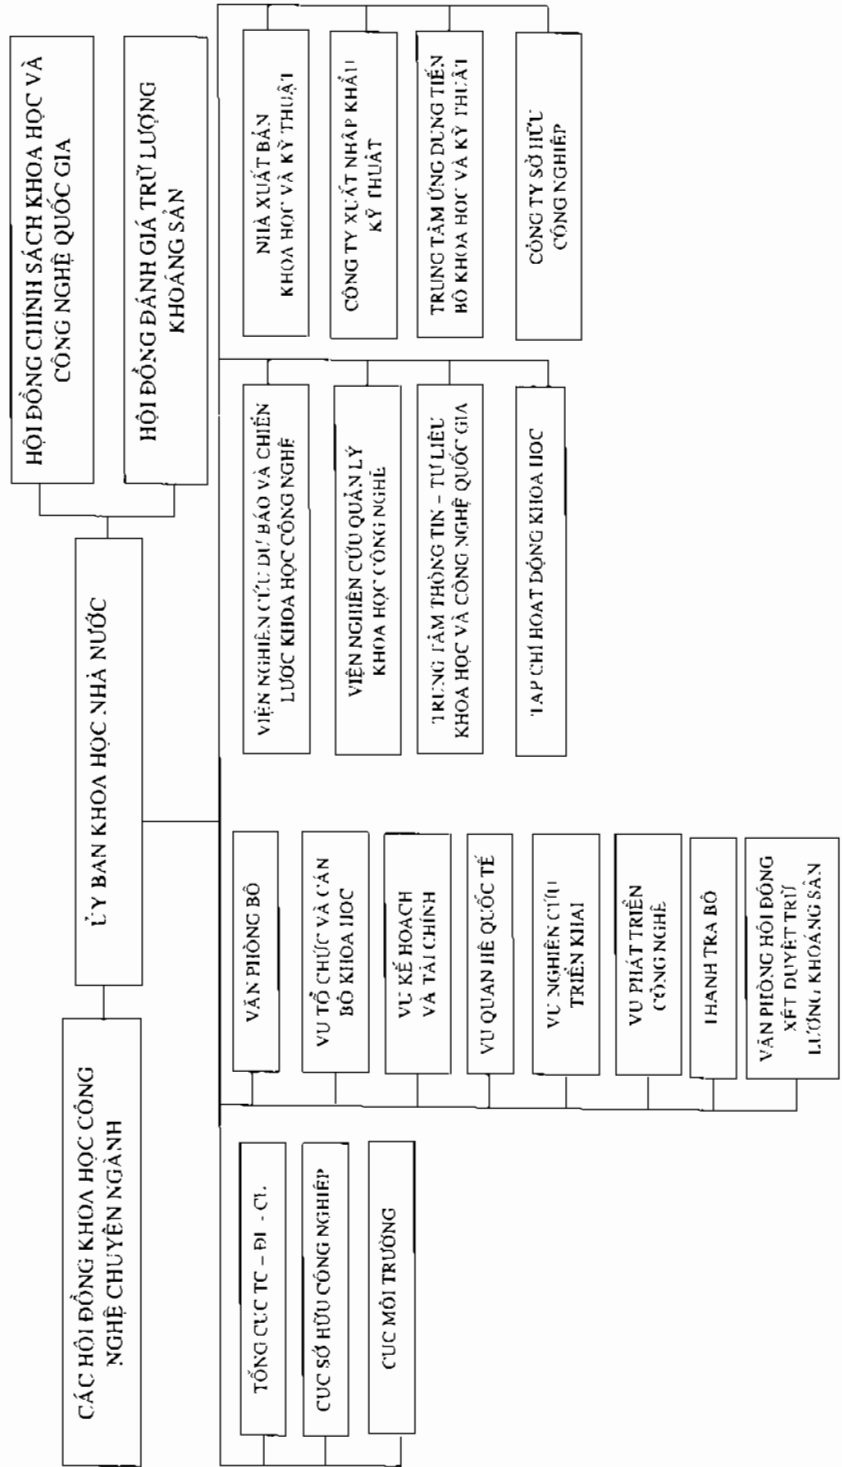 CÁC HỘI ĐỒNG KHOA HỌC CÔNG
NGHỆ CHUYÊN NGÀNH
ỦY BAN KHOA HỌC NHÀ NƯỚC
HỘI ĐỒNG CHÍNH SÁCH KHOA HỌC VÀ
CÔNG NGHỆ QUỐC GIA
HỘI ĐỒNG ĐÁNH GIÁ TRỮ LƯỢNG
KHOÁNG SẢN
TỔNG CỤC TC – ĐL - CL
CỤC SỞ HỮU CÔNG NGHIỆP
CỤC MÔI TRƯỜNG
VĂN PHÒNG BỘ
VỤ TỔ CHỨC VÀ CÁN
BỘ KHOA HỌC
VỤ KẾ HOẠCH
VÀ TÀI CHÍNH
VỤ QUAN HỆ QUỐC TẾ
VỤ NGHIÊN CỨU
TRIỂN KHAI
VỤ PHÁT TRIỂN
CÔNG NGHỆ
THANH TRA BỘ
VĂN PHÒNG HỘI ĐỒNG
XÉT DUYỆT TRỮ
LƯỢNG KHOÁNG SẢN
VIỆN NGHIÊN CỨU DỰ BÁO VÀ CHIẾN
LƯỢC KHOA HỌC CÔNG NGHỆ
VIỆN NGHIÊN CỨU QUẢN LÝ
KHOA HỌC CÔNG NGHỆ
TRUNG TÂM THÔNG TIN – TƯ LIỆU
KHOA HỌC VÀ CÔNG NGHỆ QUỐC GIA
TẠP CHÍ HOẠT ĐỘNG KHOA HỌC
NHÀ XUẤT BẢN
KHOA HỌC VÀ KỸ THUẬT
CÔNG TY XUẤT NHẬP KHẨU
KỸ THUẬT
TRUNG TÂM ỨNG DỤNG TIẾN
BỘ KHOA HỌC VÀ KỸ THUẬT
CÔNG TY SỞ HỮU
CÔNG NGHIỆP